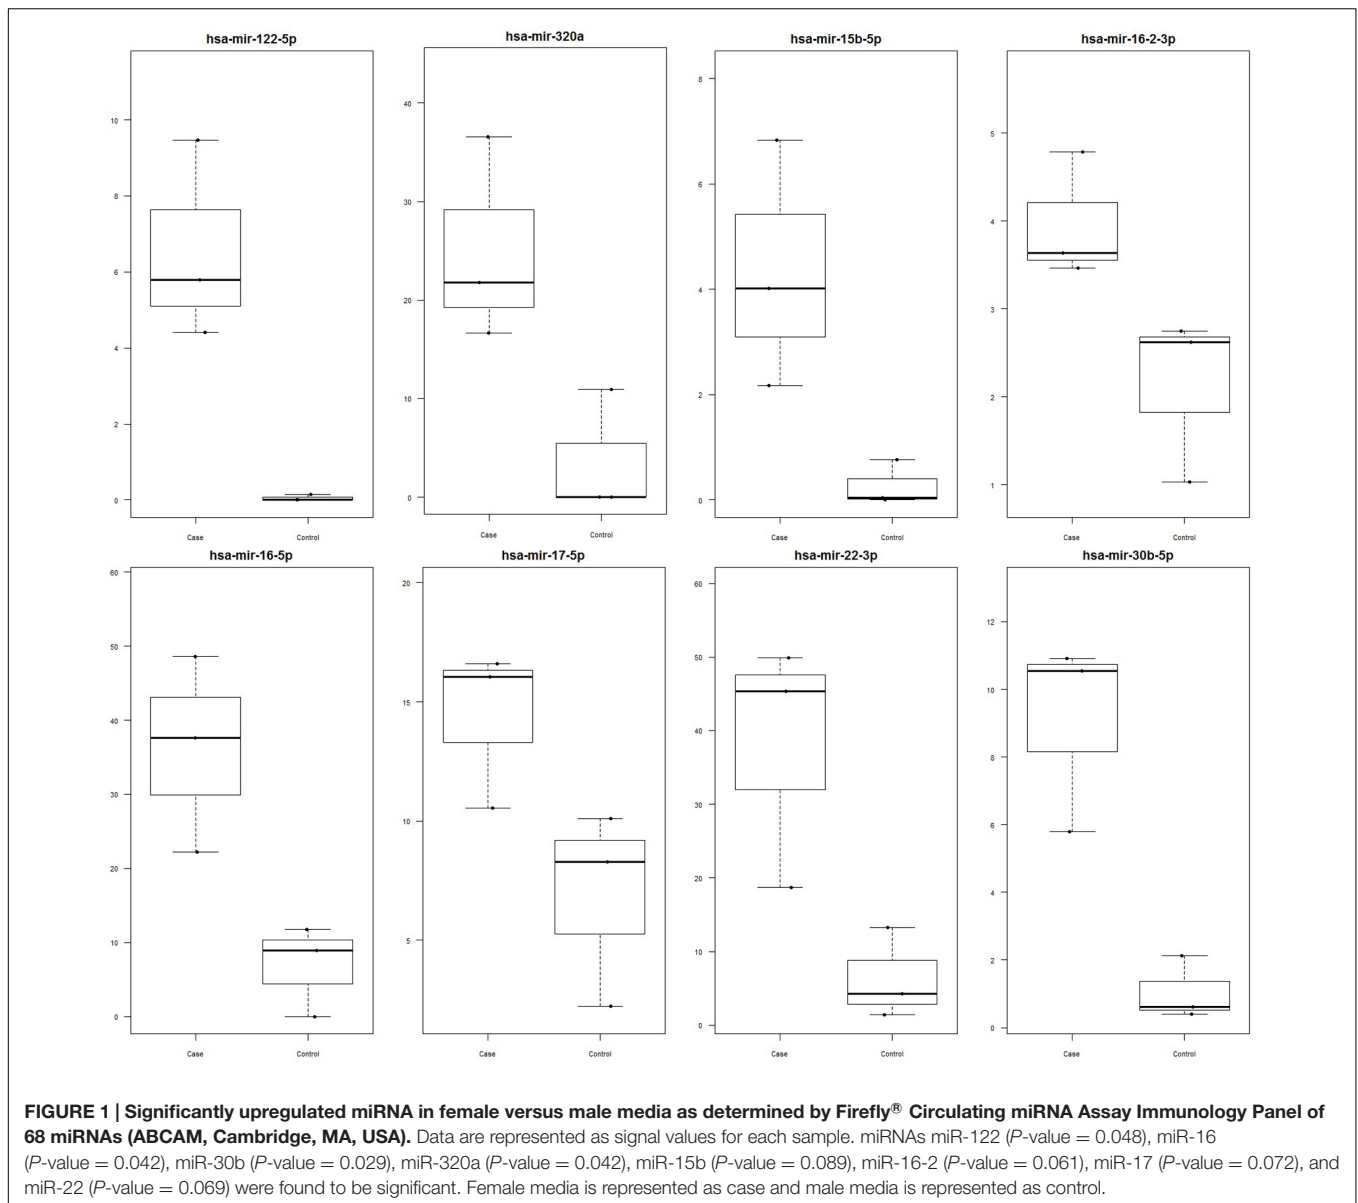 hsa-mir-122-5p
10
8
6
4
2
0
Case Control
hsa-mir-320a
40
30
20
10
0
Case Control
hsa-mir-15b-5p
8
6
4
2
0
Case Control
hsa-mir-16-2-3p
5
4
3
2
1
Case Control
hsa-mir-16-5p
60
50
40
30
20
10
0
Case Control
hsa-mir-17-5p
20
15
10
5
Case Control
hsa-mir-22-3p
60
50
40
30
20
10
0
Case Control
hsa-mir-30b-5p
12
10
8
6
4
2
0
Case Control
FIGURE 1 | Significantly upregulated miRNA in female versus male media as determined by Firefly® Circulating miRNA Assay Immunology Panel of
68 miRNAs (ABCAM, Cambridge, MA, USA). Data are represented as signal values for each sample. miRNAs miR-122 (P-value = 0.048), miR-16
(P-value = 0.042), miR-30b (P-value = 0.029), miR-320a (P-value = 0.042), miR-15b (P-value = 0.089), miR-16-2 (P-value = 0.061), miR-17 (P-value = 0.072), and
miR-22 (P-value = 0.069) were found to be significant. Female media is represented as case and male media is represented as control.